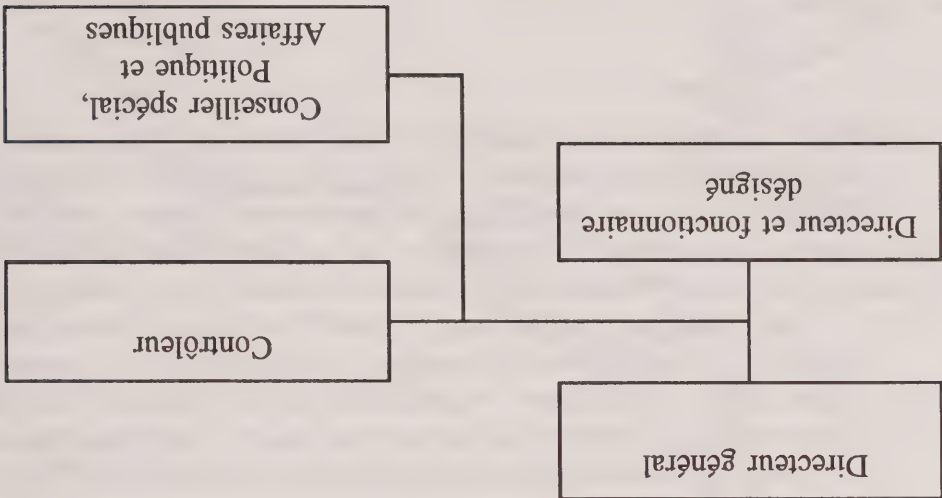 Directeur général
Contrôleur
Directeur et fonctionnaire
désigné
Conseiller spécial,
Politique et
Affaires publiques